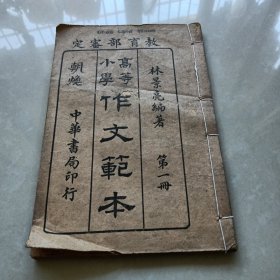 教育部審定
林景亮編著
第一冊
高等
小學
作文範本
中華書局印行